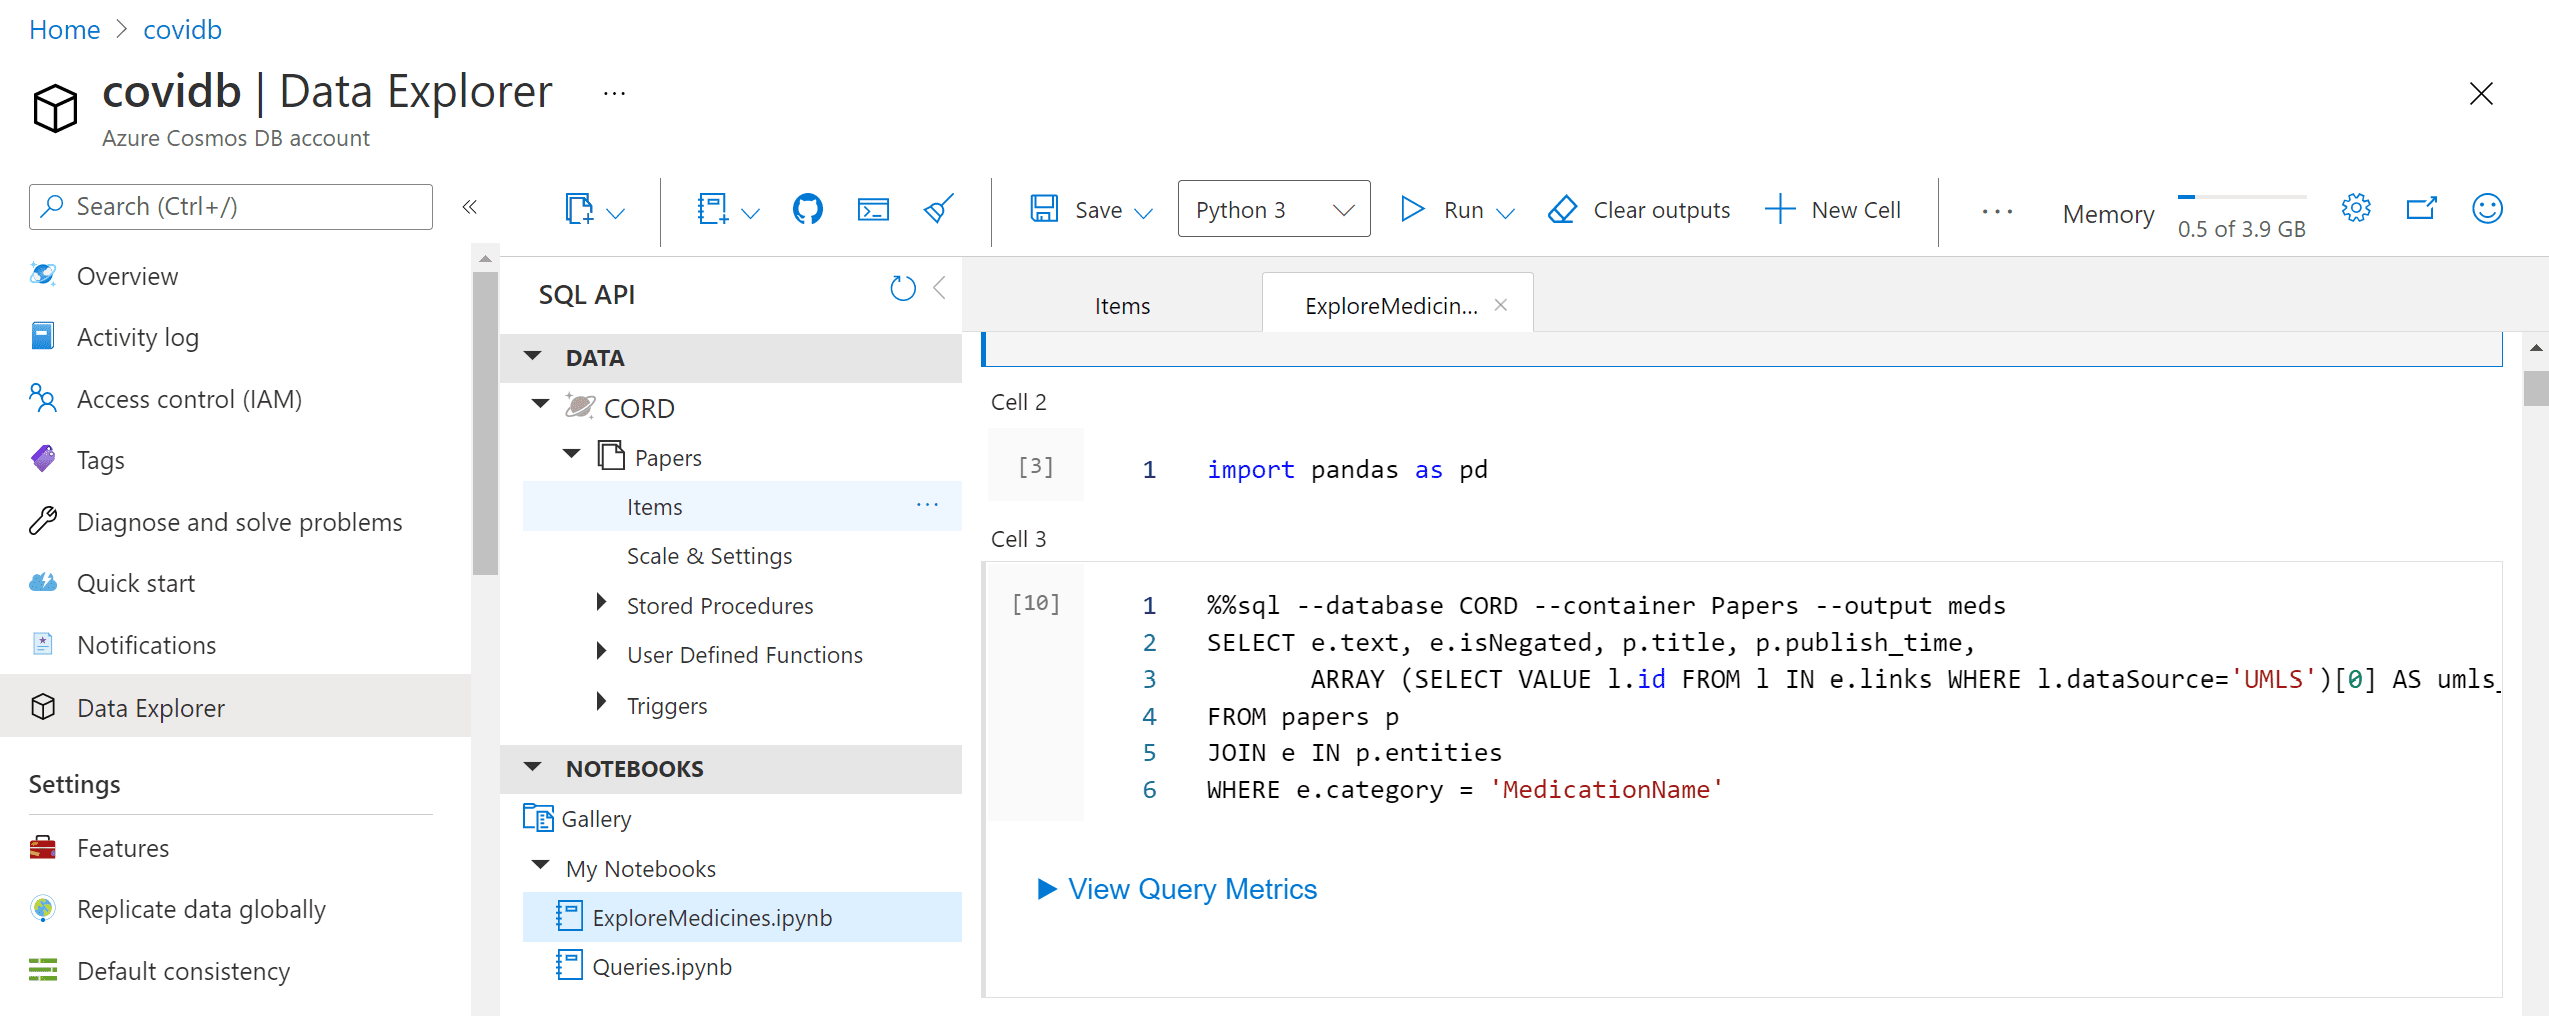 Home > covidb
covidb | Data Explorer ...
Azure Cosmos DB account
Search (Ctrl+/)
«
Save
Python 3
Run
Clear outputs
New Cell
...
Memory
0.5 of 3.9 GB
Overview
Activity log
Access control (IAM)
Tags
Diagnose and solve problems
Quick start
Notifications
Data Explorer
Settings
Features
Replicate data globally
Default consistency
SQL API
DATA
CORD
Papers
Items ...
Scale & Settings
Stored Procedures
User Defined Functions
Triggers
NOTEBOOKS
Gallery
My Notebooks
ExploreMedicines.ipynb
Queries.ipynb
Items
ExploreMedicin...
Cell 2
[3] 1 import pandas as pd
Cell 3
[10] 1 %%sql --database CORD --container Papers --output meds
2 SELECT e.text, e.isNegated, p.title, p.publish_time,
3 ARRAY (SELECT VALUE l.id FROM l IN e.links WHERE l.dataSource='UMLS')[0] AS umls_
4 FROM papers p
5 JOIN e IN p.entities
6 WHERE e.category = 'MedicationName'
View Query Metrics